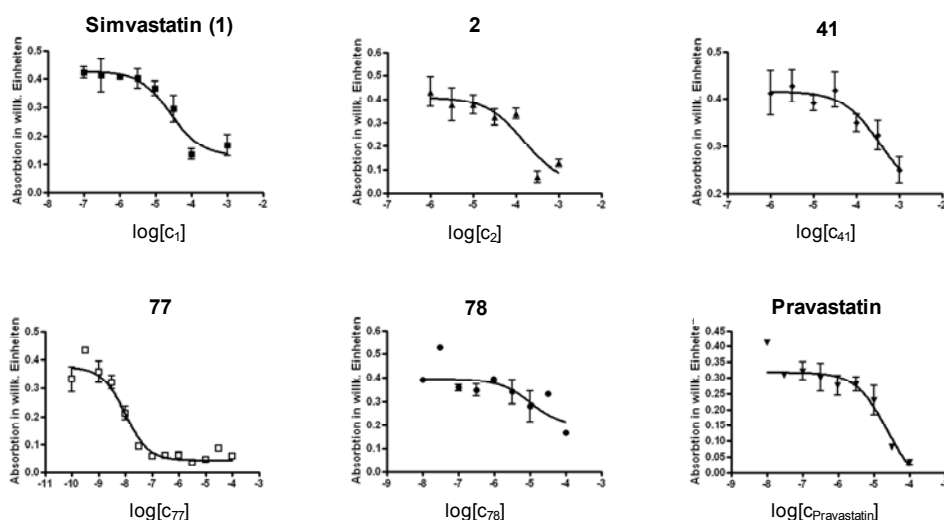 Simvastatin (1)
Absorbtion in willk. Einheiten
0.5
0.4
0.3
0.2
0.1
0.0
-8 -7 -6 -5 -4 -3 -2
log[c1]
2
Absorbtion in willk. Einheiten
0.6
0.5
0.4
0.3
0.2
0.1
0.0
-7 -6 -5 -4 -3 -2
log[c2]
41
Absorbtion in willk. Einheiten
0.5
0.4
0.3
0.2
-7 -6 -5 -4 -3 -2
log[c41]
77
Absorbtion in willk. Einheiten
0.5
0.4
0.3
0.2
0.1
0.0
-11 -10 -9 -8 -7 -6 -5 -4 -3
log[c77]
78
Absorbtion in willk. Einheiten
0.6
0.5
0.4
0.3
0.2
0.1
0.0
-9 -8 -7 -6 -5 -4 -3
log[c78]
Pravastatin
Absorbtion in willk. Einheite
0.45
0.40
0.35
0.30
0.25
0.20
0.15
0.10
0.05
0.00
-9 -8 -7 -6 -5 -4 -3
log[cPravastatin]